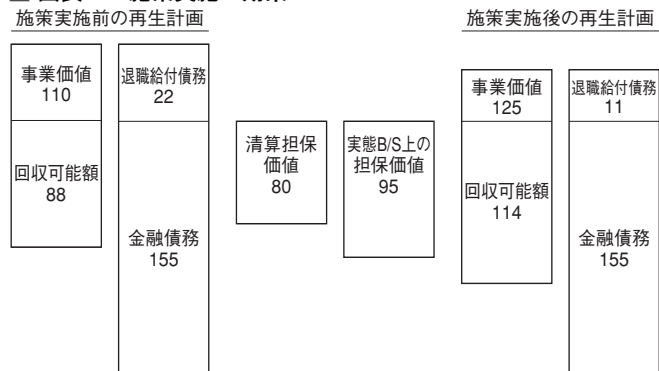 施策実施前の再生計画
事業価値
110
回収可能額
88
退職給付債務
22
金融債務
155
清算担保
価値
80
実態B/S上の
担保価値
95
施策実施後の再生計画
事業価値
125
回収可能額
114
退職給付債務
11
金融債務
155